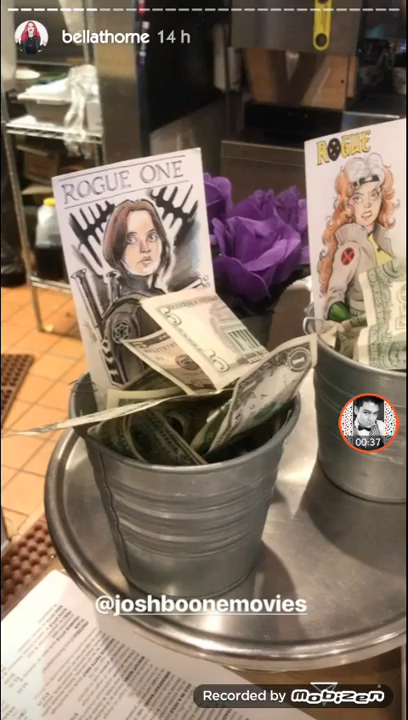 bellathorne 14 h
ROGUE ONE
ROGUE
00:37
@joshboonemovies
Recorded by mobizen